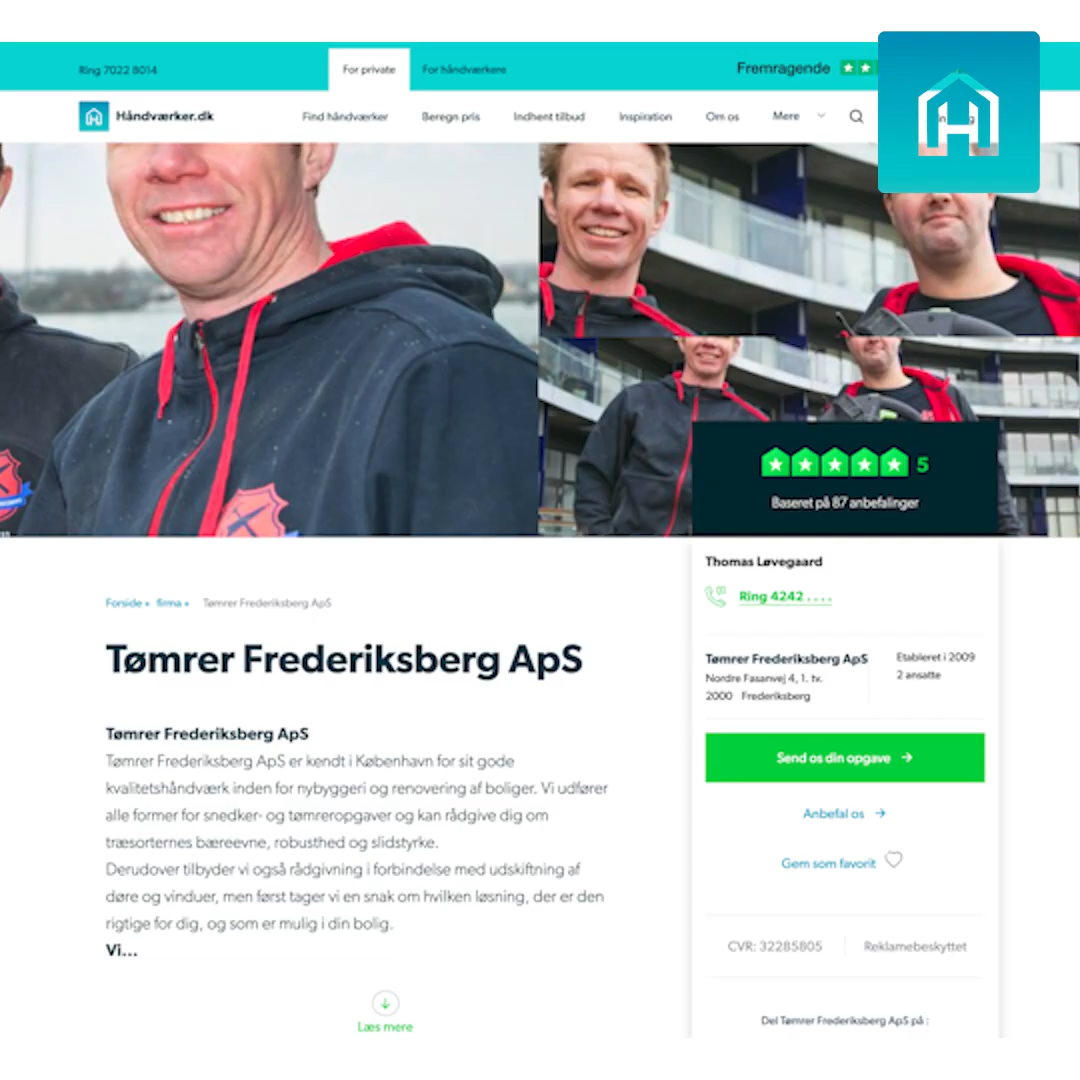 Ring 7022 8014
For private
For håndværkere
Fremragende
Håndværker.dk
Find håndværker
Beregn pris
Indhent tilbud
Inspiration
Om os
Mere
5
Baseret på 87 anbefalinger
Thomas Løvegaard
Ring 4242 . . . .
Tømrer Frederiksberg ApS
Nordre Fasanvej 4, 1. tv.
2000 Frederiksberg
Etableret i 2009
2 ansatte
Send os din opgave
Anbefal os
Gem som favorit
CVR: 32285805
Reklamebeskyttet
Del Tømrer Frederiksberg ApS på :
Forside » firma » Tømrer Frederiksberg ApS
Tømrer Frederiksberg ApS
Tømrer Frederiksberg ApS
Tømrer Frederiksberg ApS er kendt i København for sit gode
kvalitetshåndværk inden for nybyggeri og renovering af boliger. Vi udfører
alle former for snedker- og tømreropgaver og kan rådgive dig om
træsorternes bæreevne, robusthed og slidstyrke.
Derudover tilbyder vi også rådgivning i forbindelse med udskiftning af
døre og vinduer, men først tager vi en snak om hvilken løsning, der er den
rigtige for dig, og som er mulig i din bolig.
Vi...
Læs mere